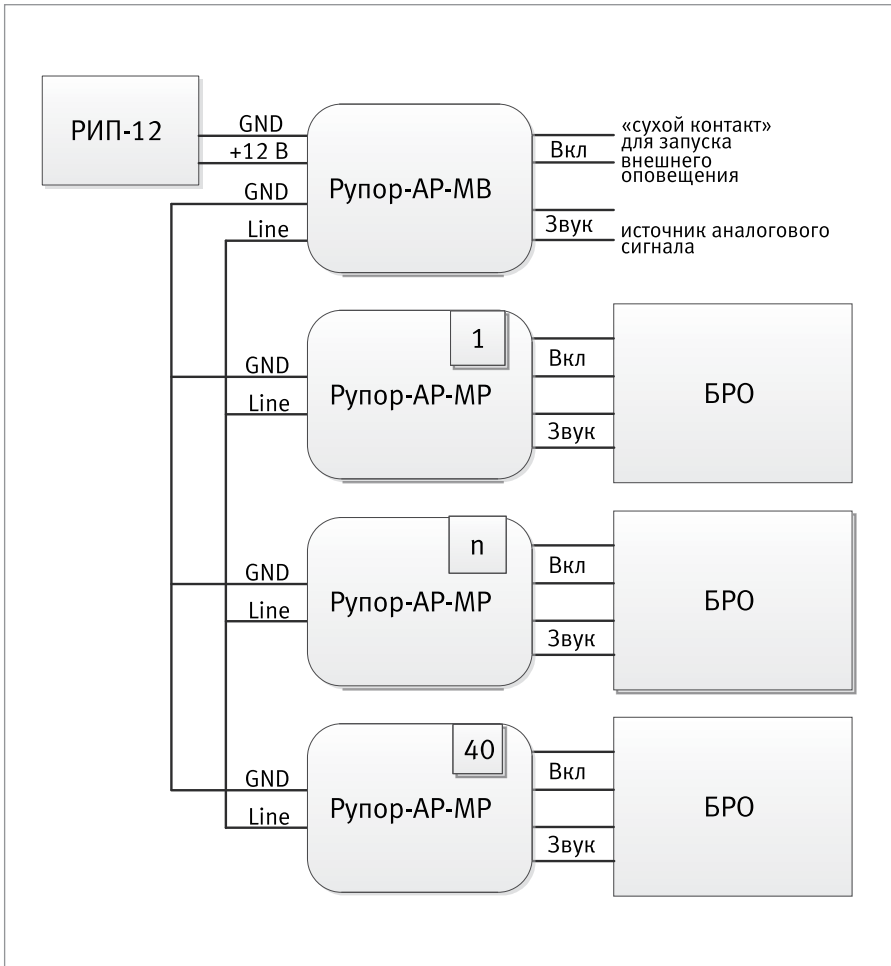 РИП-12
GND
+12 В
GND
Line
Рупор-АР-МВ
Вкл
«сухой контакт»
для запуска
внешнего
оповещения
Звук
источник аналогового
сигнала
1
GND
Line
Рупор-АР-МР
Вкл
Звук
БРО
n
GND
Line
Рупор-АР-МР
Вкл
Звук
БРО
40
GND
Line
Рупор-АР-МР
Вкл
Звук
БРО